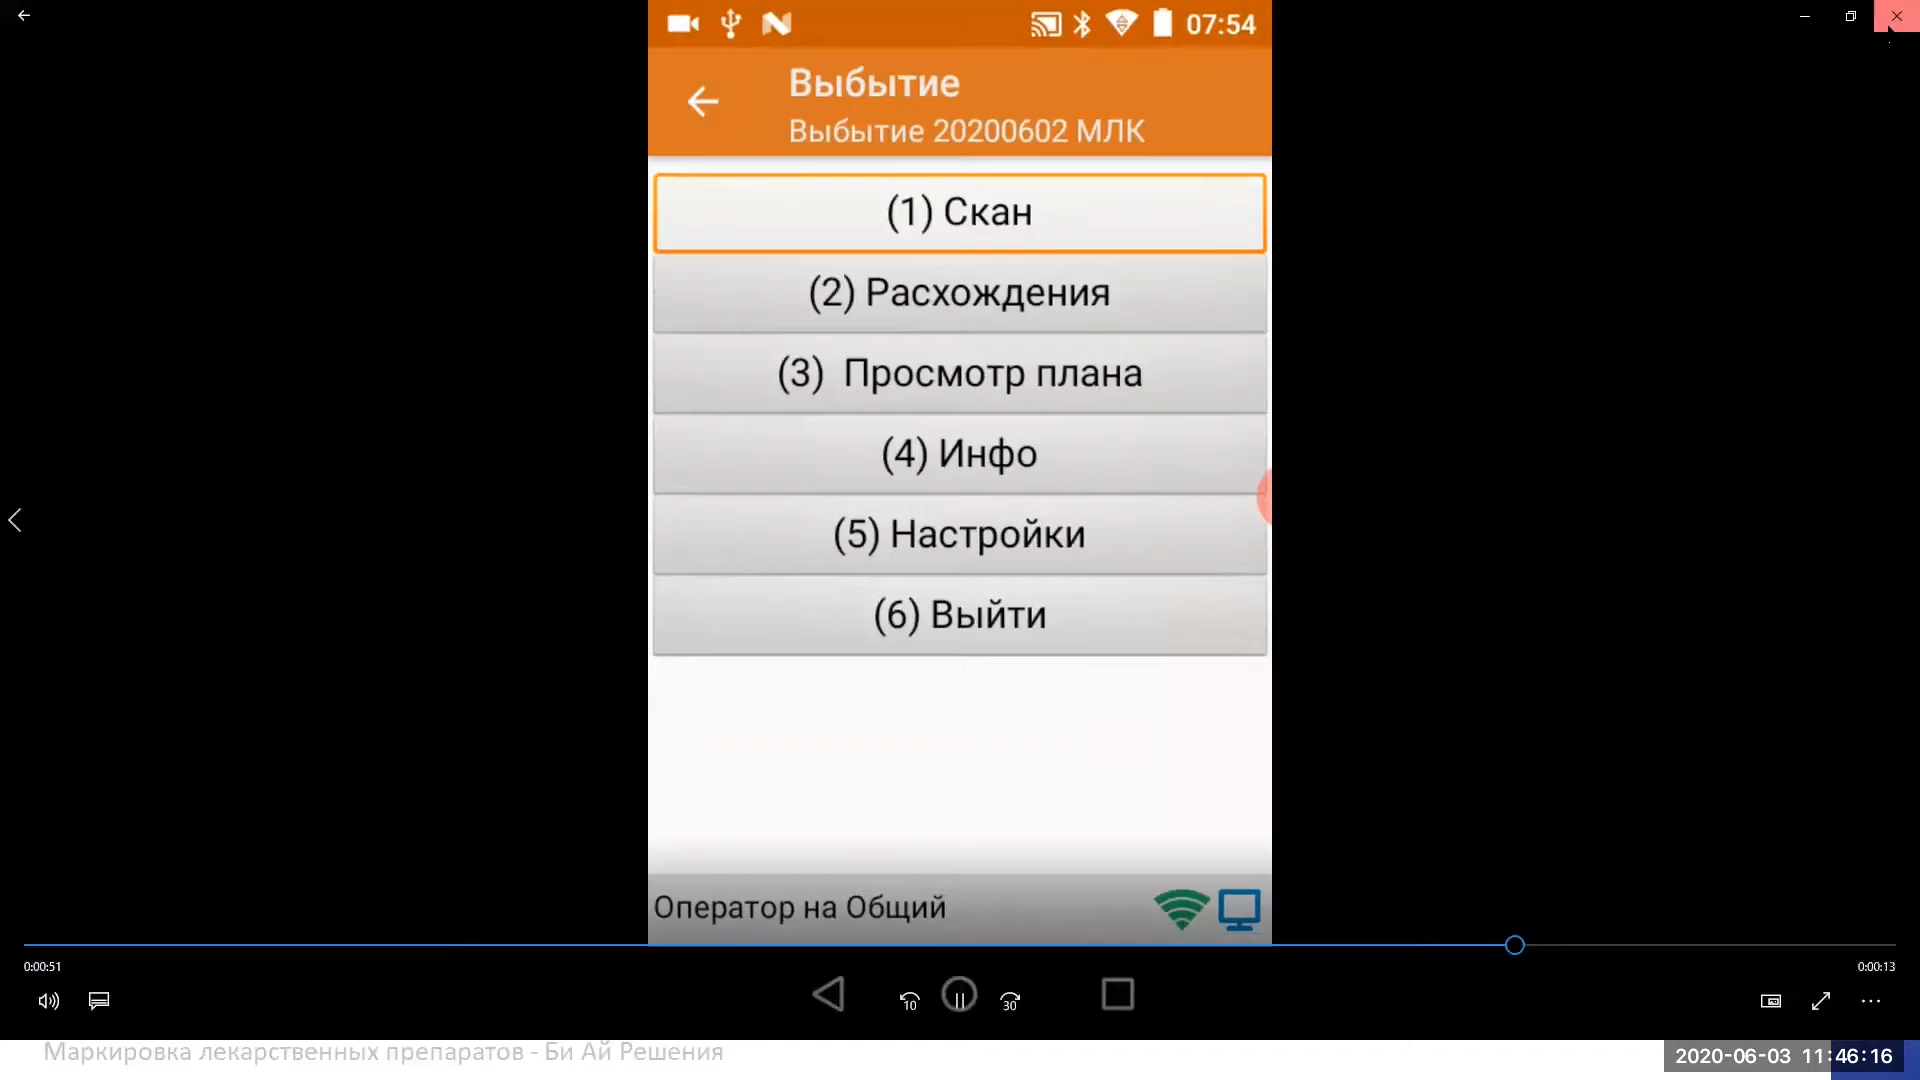 07:54
Выбытие
Выбытие 20200602 МЛК
(1) Скан
(2) Расхождения
(3) Просмотр плана
(4) Инфо
(5) Настройки
(6) Выйти
Оператор на Общий
0:00:51
0:00:13
10
30
Маркировка лекарственных препаратов - Би Ай Решения
2020-06-03 11:46:16